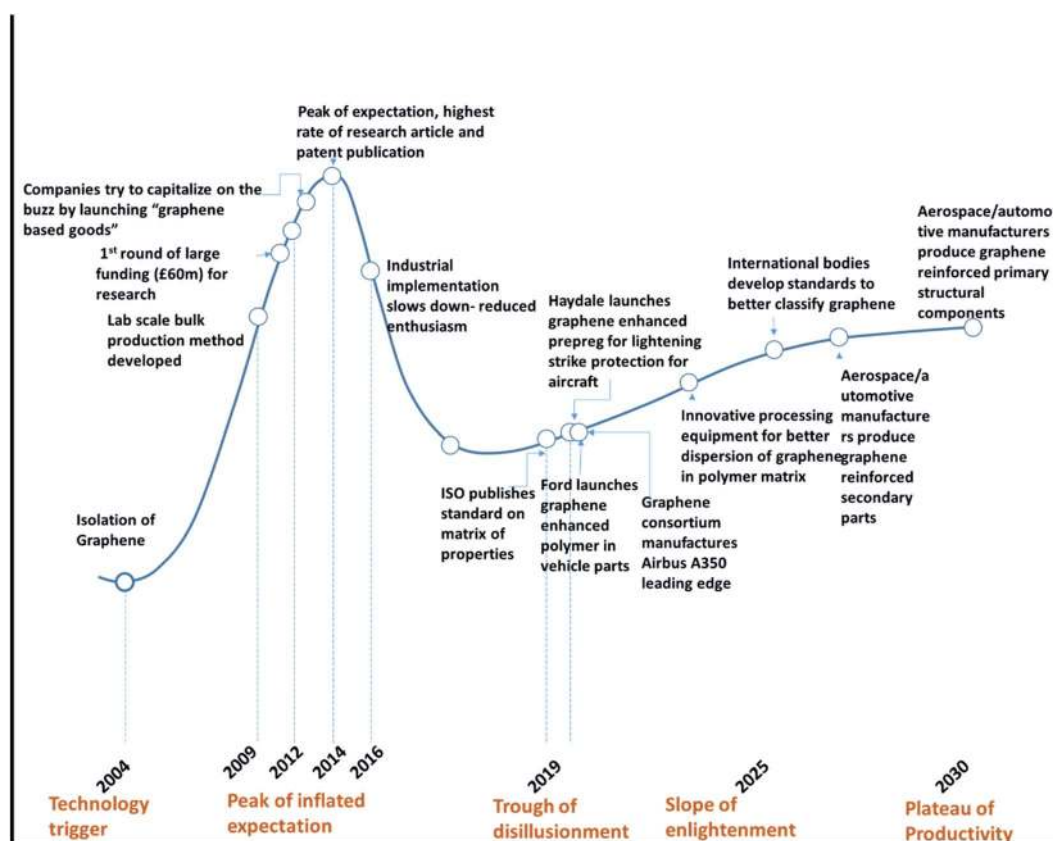 Peak of expectation, highest
rate of research article and
patent publication
Companies try to capitalize on the
buzz by launching “graphene
based goods”
1st round of large
funding (£60m) for
research
Lab scale bulk
production method
developed
Isolation of
Graphene
Industrial
implementation
slows down- reduced
enthusiasm
Haydale launches
graphene enhanced
prepreg for lightening
strike protection for
aircraft
ISO publishes
standard on
matrix of
properties
Ford launches
graphene
enhanced
polymer in
vehicle parts
Graphene
consortium
manufactures
Airbus A350
leading edge
International bodies
develop standards to
better classify graphene
Innovative processing
equipment for better
dispersion of graphene
in polymer matrix
Aerospace/a
utomotive
manufacture
rs produce
graphene
reinforced
secondary
parts
Aerospace/automo
tive manufacturers
produce graphene
reinforced primary
structural
components
2004
2009
2012
2014
2016
2019
2025
2030
Technology
trigger
Peak of inflated
expectation
Trough of
disillusionment
Slope of
enlightenment
Plateau of
Productivity